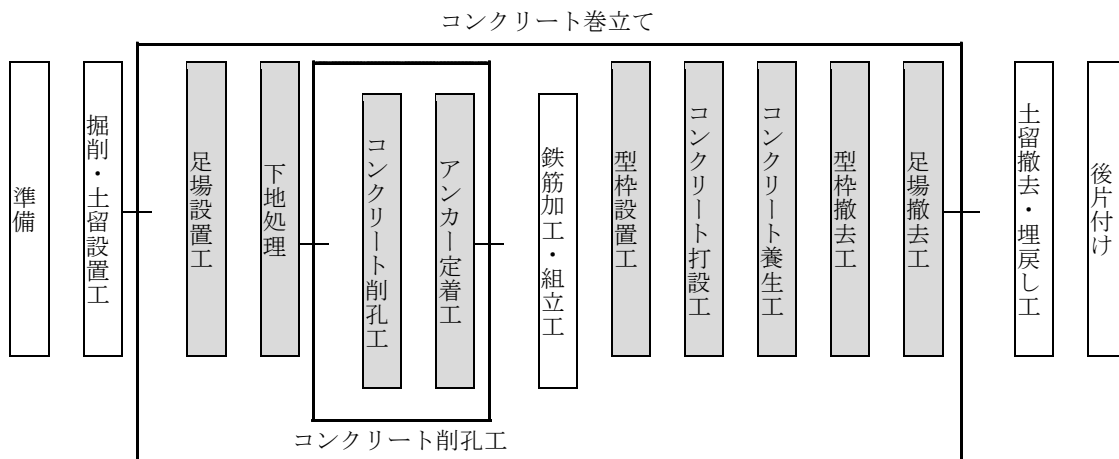 コンクリート巻立て
準備
掘削・土留設置工
足場設置工
下地処理
コンクリート削孔工
アンカー定着工
鉄筋加工・組立工
型枠設置工
コンクリート打設工
コンクリート養生工
型枠撤去工
足場撤去工
土留撤去・埋戻し工
後片付け
コンクリート削孔工